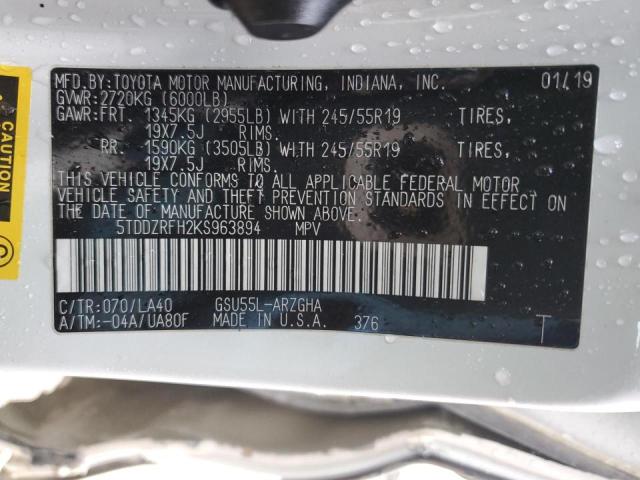 MFD.BY:TOYOTA MOTOR MANUFACTURING, INDIANA, INC. 01/19
GVWR:2720KG (6000LB)
GAWR:FRT. 1345KG (2955LB) WITH 245/55R19 TIRES,
19X7.5J RIMS.
RR. 1590KG (3505LB) WITH 245/55R19 TIRES,
19X7.5J RIMS.
THIS VEHICLE CONFORMS TO ALL APPLICABLE FEDERAL MOTOR
VEHICLE SAFETY AND THEFT PREVENTION STANDARDS IN EFFECT ON
THE DATE OF MANUFACTURE SHOWN ABOVE.
5TDDZRFH2KS963894 MPV
C/TR:070/LA40 GSU55L-ARZGHA
A/TM:-04A/UA80F MADE IN U.S.A. 376 T
CAUTION